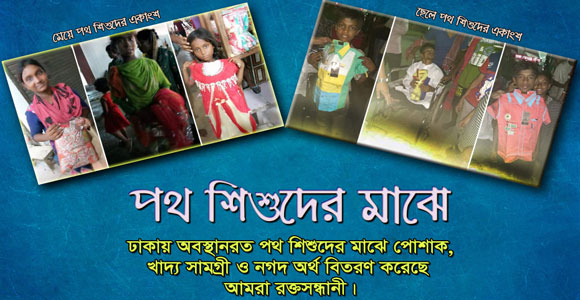 মেয়ে পথ শিশুদের একাংশ
ছেলে পথ শিশুদের একাংশ
পথ শিশুদের মাঝে
ঢাকায় অবস্থানরত পথ শিশুদের মাঝে পোশাক,
খাদ্য সামগ্রী ও নগদ অর্থ বিতরণ করেছে
আমরা রক্তসন্ধানী।